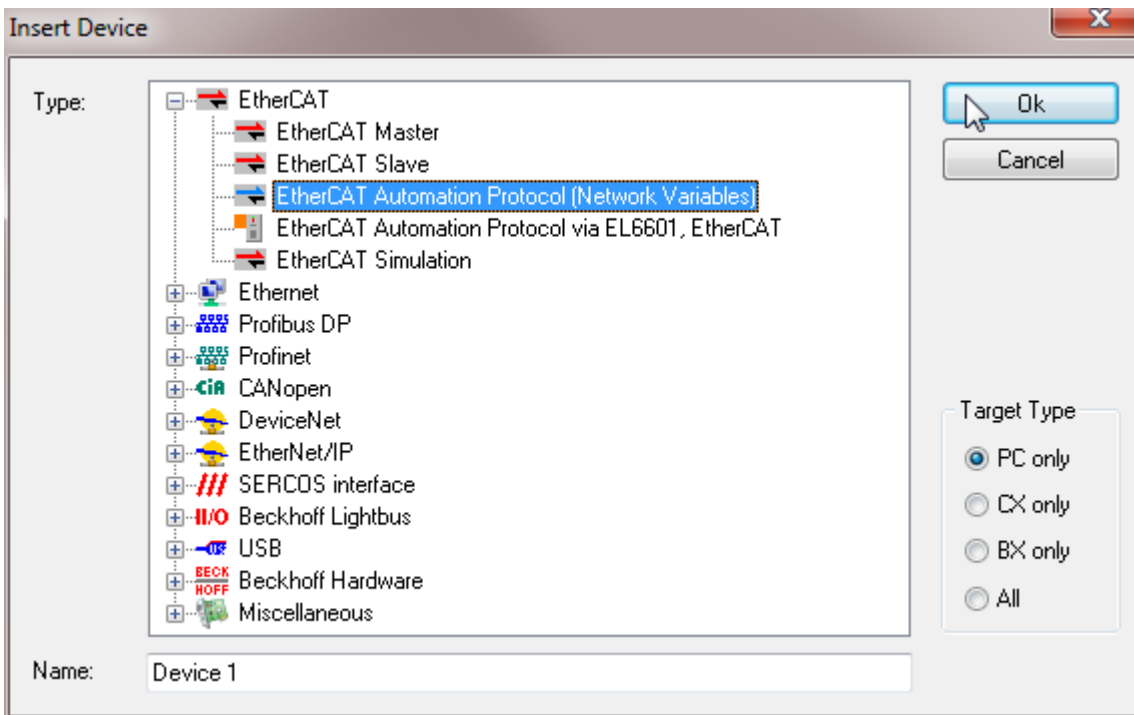 Insert Device
Type:
EtherCAT
EtherCAT Master
EtherCAT Slave
EtherCAT Automation Protocol (Network Variables)
EtherCAT Automation Protocol via EL6601, EtherCAT
EtherCAT Simulation
Ethernet
Profibus DP
Profinet
CiA CANopen
DeviceNet
EtherNet/IP
SERCOS interface
II/O Beckhoff Lightbus
USB
BECK
HOFF
Beckhoff Hardware
Miscellaneous
Ok
Cancel
Target Type
PC only
CX only
BX only
All
Name:
Device 1